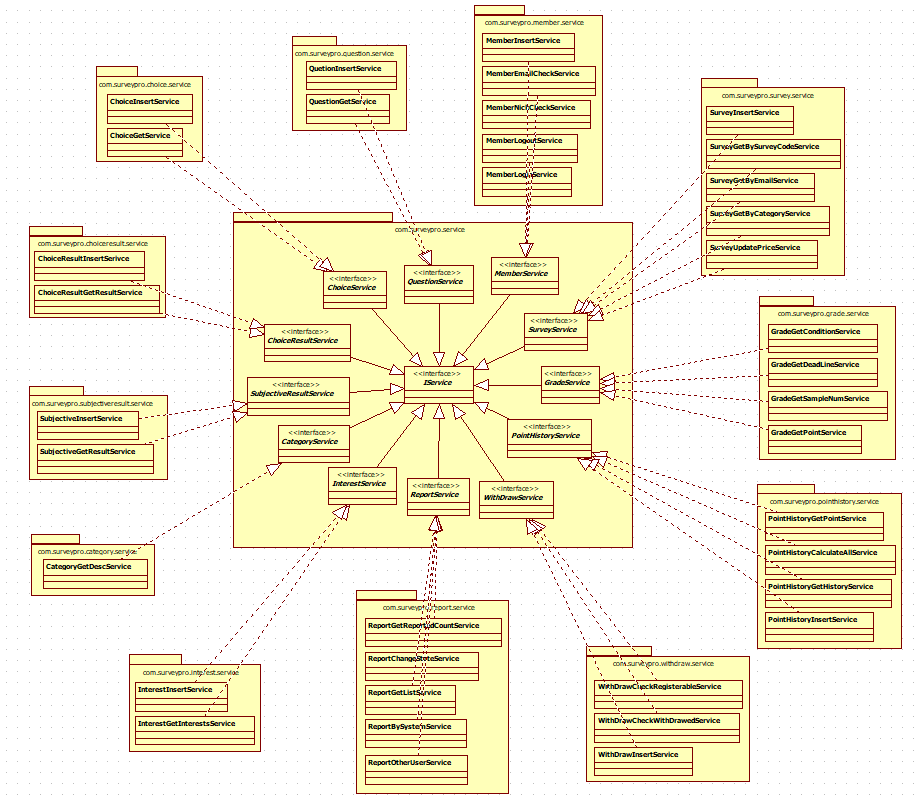 com.surveypro.member.service
MemberInsertService
MemberEmailCheckService
MemberNickCheckService
MemberLogoutService
MemberLoginService
com.surveypro.question.service
QuetionInsertService
QuestionGetService
com.surveypro.choice.service
ChoiceInsertService
ChoiceGetService
com.surveypro.survey.service
SurveyInsertService
SurveyGetBySurveyCodeService
SurveyGetByEmailService
SurveyGetByCategoryService
SurveyUpdatePriceService
com.surveypro.choiceresult.service
ChoiceResultInsertSerivce
ChoiceResultGetResultService
com.surveypro.service
<<interface>>
ChoiceService
<<interface>>
QuestionService
<<interface>>
MemberService
<<interface>>
SurveyService
<<interface>>
ChoiceResultService
<<interface>>
IService
<<interface>>
GradeService
<<interface>>
SubjectiveResultService
<<interface>>
CategoryService
<<interface>>
PointHistoryService
<<interface>>
InterestService
<<interface>>
ReportService
<<interface>>
WithDrawService
com.surveypro.grade.service
GradeGetConditionService
GradeGetDeadLineService
GradeGetSampleNumService
GradeGetPointService
com.surveypro.subjectiveresult.service
SubjectiveInsertService
SubjectiveGetResultService
com.surveypro.pointhistory.service
PointHistoryGetPointService
PointHistoryCalculateAllService
PointHistoryGetHistoryService
PointHistoryInsertService
com.surveypro.category.service
CategoryGetDescService
com.surveypro.report.service
ReportGetReportedCountService
ReportChangeStateService
ReportGetListService
ReportBySystemService
ReportOtherUserService
com.surveypro.interest.service
InterestInsertService
InterestGetInterestsService
com.surveypro.withdraw.service
WithDrawCheckRegisterableService
WithDrawCheckWithDrawedService
WithDrawInsertService